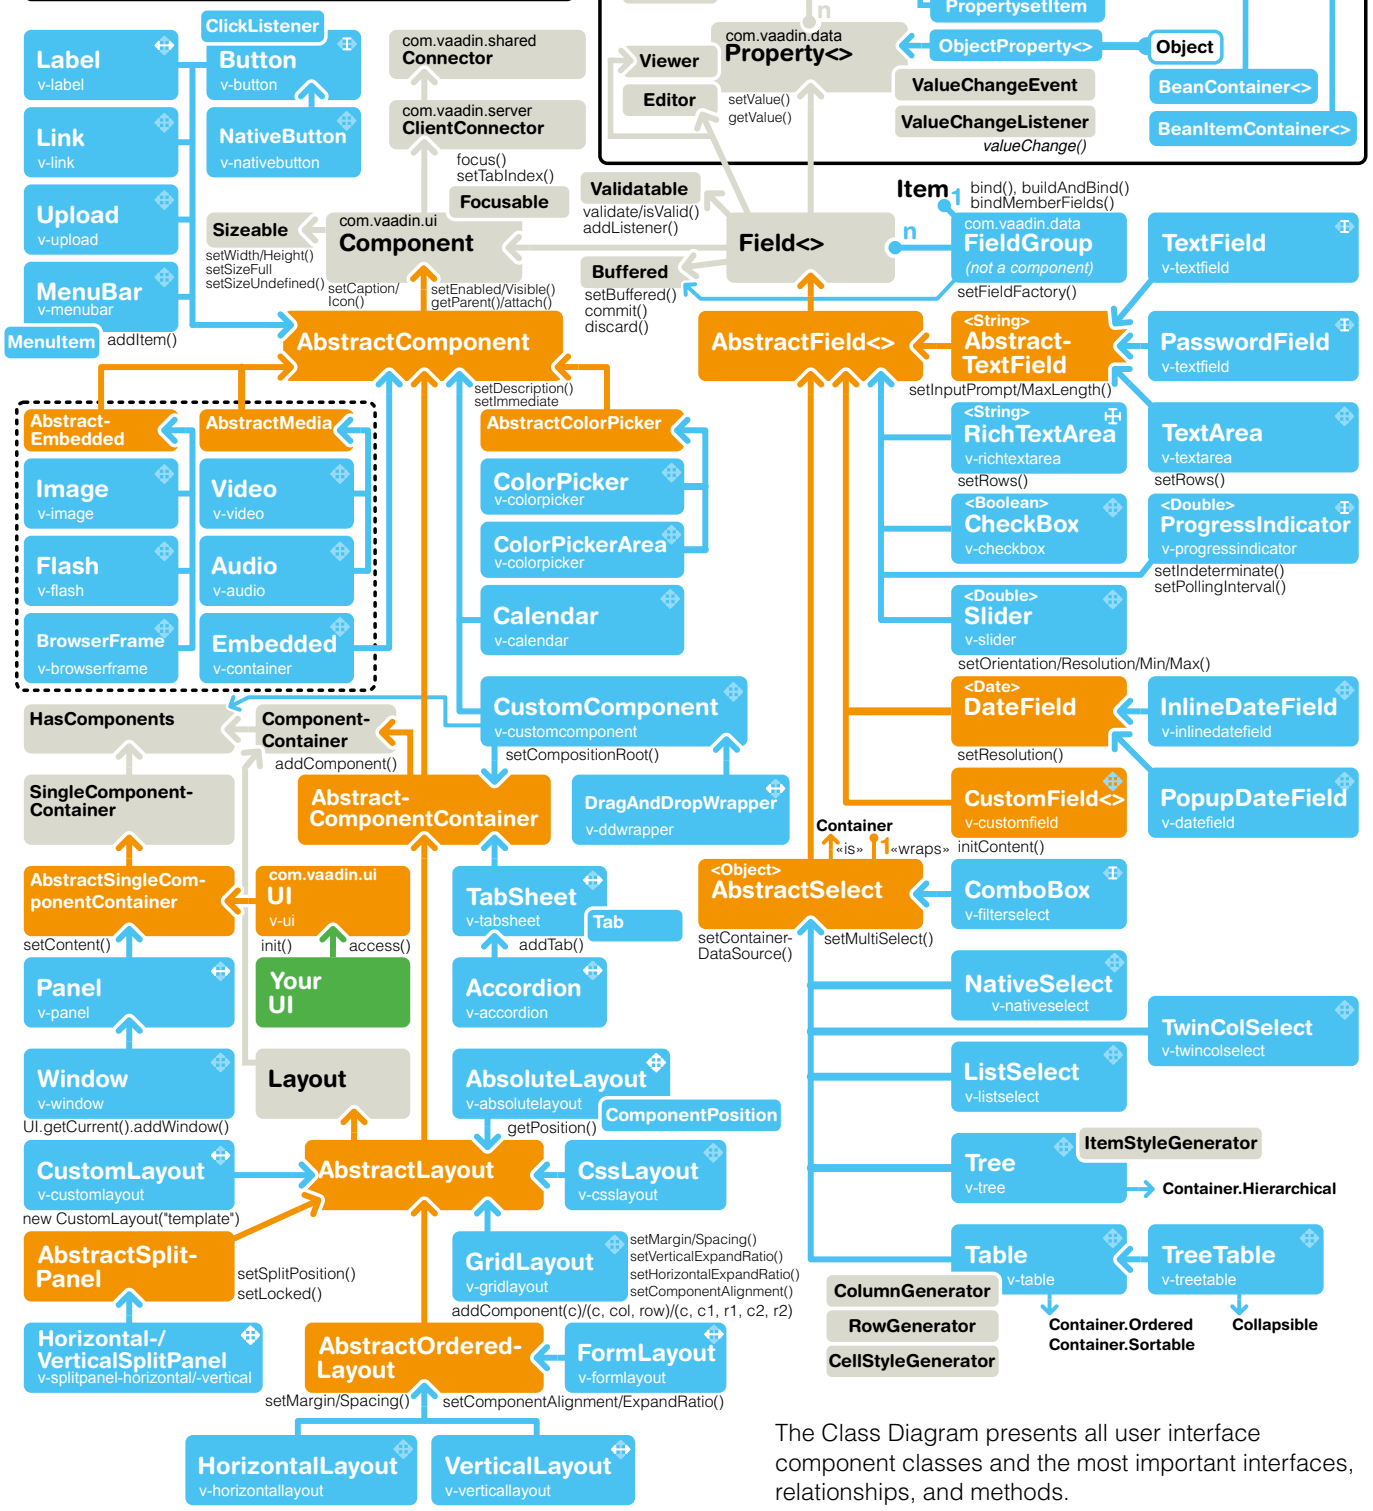 ClickListener
Label
v-label
Button
v-button
Link
v-link
NativeButton
v-nativebutton
Upload
v-upload
MenuBar
v-menubar
MenuItem
addItem()
com.vaadin.shared
Connector
com.vaadin.server
ClientConnector
focus()
setTabIndex()
Focusable
Sizeable
setWidth/Height()
setSizeFull
setSizeUndefined()
com.vaadin.ui
Component
setCaption/
Icon()
setEnabled/Visible()
getParent()/attach()
n
com.vaadin.data
Property<>
Viewer
Editor
setValue()
getValue()
PropertysetItem
ObjectProperty<>
Object
ValueChangeEvent
ValueChangeListener
valueChange()
BeanContainer<>
BeanItemContainer<>
Validatable
validate/isValid()
addListener()
Buffered
setBuffered()
commit()
discard()
Field<>
n
Item
1
bind(), buildAndBind()
bindMemberFields()
com.vaadin.data
FieldGroup
(not a component)
setFieldFactory()
TextField
v-textfield
AbstractComponent
setDescription()
setImmediate
AbstractField<>
<String>
Abstract-
TextField
setInputPrompt/MaxLength()
PasswordField
v-textfield
Abstract-
Embedded
AbstractMedia
AbstractColorPicker
<String>
RichTextArea
v-richtextarea
setRows()
TextArea
v-textarea
setRows()
Image
v-image
Video
v-video
ColorPicker
v-colorpicker
<Boolean>
CheckBox
v-checkbox
<Double>
ProgressIndicator
v-progressindicator
setIndeterminate()
setPollingInterval()
Flash
v-flash
Audio
v-audio
ColorPickerArea
v-colorpicker
BrowserFrame
v-browserframe
Embedded
v-container
Calendar
v-calendar
<Double>
Slider
v-slider
setOrientation/Resolution/Min/Max()
HasComponents
Component-
Container
addComponent()
CustomComponent
v-customcomponent
setCompositionRoot()
<Date>
DateField
setResolution()
InlineDateField
v-inlinedatefield
SingleComponent-
Container
Abstract-
ComponentContainer
DragAndDropWrapper
v-ddwrapper
CustomField<>
v-customfield
initContent()
PopupDateField
v-datefield
Container
«is»
1
«wraps»
AbstractSingleCom-
ponentContainer
setContent()
com.vaadin.ui
UI
v-ui
init()
access()
TabSheet
v-tabsheet
Tab
addTab()
<Object>
AbstractSelect
setContainer-
DataSource()
setMultiSelect()
ComboBox
v-filterselect
Panel
v-panel
Your
UI
Accordion
v-accordion
NativeSelect
v-nativeselect
TwinColSelect
v-twincolselect
Window
v-window
UI.getCurrent().addWindow()
Layout
AbsoluteLayout
v-absolutelayout
ComponentPosition
getPosition()
ListSelect
v-listselect
CustomLayout
v-customlayout
new CustomLayout("template")
AbstractLayout
CssLayout
v-csslayout
Tree
v-tree
ItemStyleGenerator
Container.Hierarchical
AbstractSplit-
Panel
setSplitPosition()
setLocked()
GridLayout
v-gridlayout
setMargin/Spacing()
setVerticalExpandRatio()
setHorizontalExpandRatio()
setComponentAlignment()
addComponent(c)/(c, col, row)/(c, c1, r1, c2, r2)
Table
v-table
TreeTable
v-treetable
ColumnGenerator
RowGenerator
CellStyleGenerator
Container.Ordered
Container.Sortable
Collapsible
Horizontal-/
VerticalSplitPanel
v-splitpanel-horizontal/-vertical
AbstractOrdered-
Layout
setMargin/Spacing()
setComponentAlignment/ExpandRatio()
FormLayout
v-formlayout
HorizontalLayout
v-horizontallayout
VerticalLayout
v-verticallayout
The Class Diagram presents all user interface
component classes and the most important interfaces,
relationships, and methods.